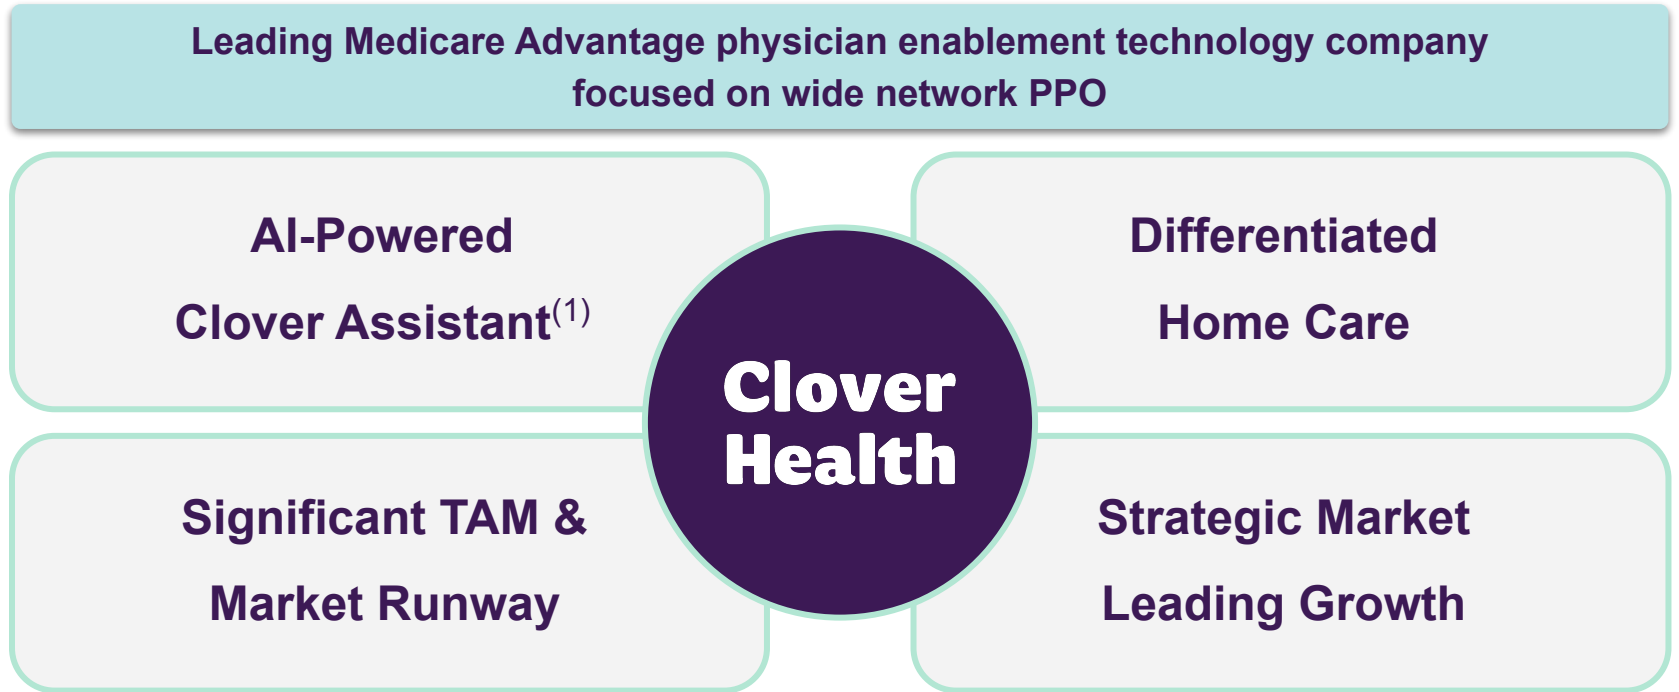 Leading Medicare Advantage physician enablement technology company
focused on wide network PPO
AI-Powered
Clover Assistant(1)
Differentiated
Home Care
Clover
Health
Significant TAM &
Market Runway
Strategic Market
Leading Growth